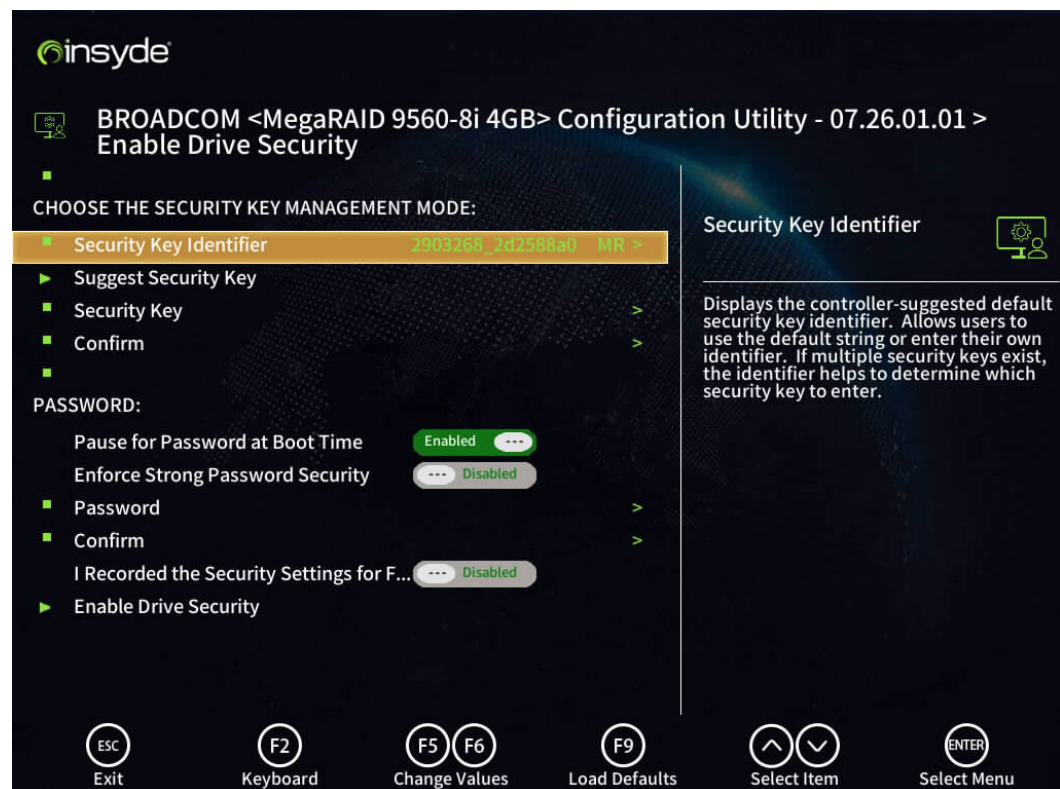 insyde
BROADCOM <MegaRAID 9560-8i 4GB> Configuration Utility - 07.26.01.01 >
Enable Drive Security
CHOOSE THE SECURITY KEY MANAGEMENT MODE:
Security Key Identifier 2903268_2d2588a0 MR >
Suggest Security Key
Security Key >
Confirm >
PASSWORD:
Pause for Password at Boot Time Enabled
Enforce Strong Password Security Disabled
Password >
Confirm >
I Recorded the Security Settings for F... Disabled
Enable Drive Security
Security Key Identifier
Displays the controller-suggested default
security key identifier. Allows users to
use the default string or enter their own
identifier. If multiple security keys exist,
the identifier helps to determine which
security key to enter.
ESC F2 F5 F6 F9 ENTER
Exit Keyboard Change Values Load Defaults Select Item Select Menu